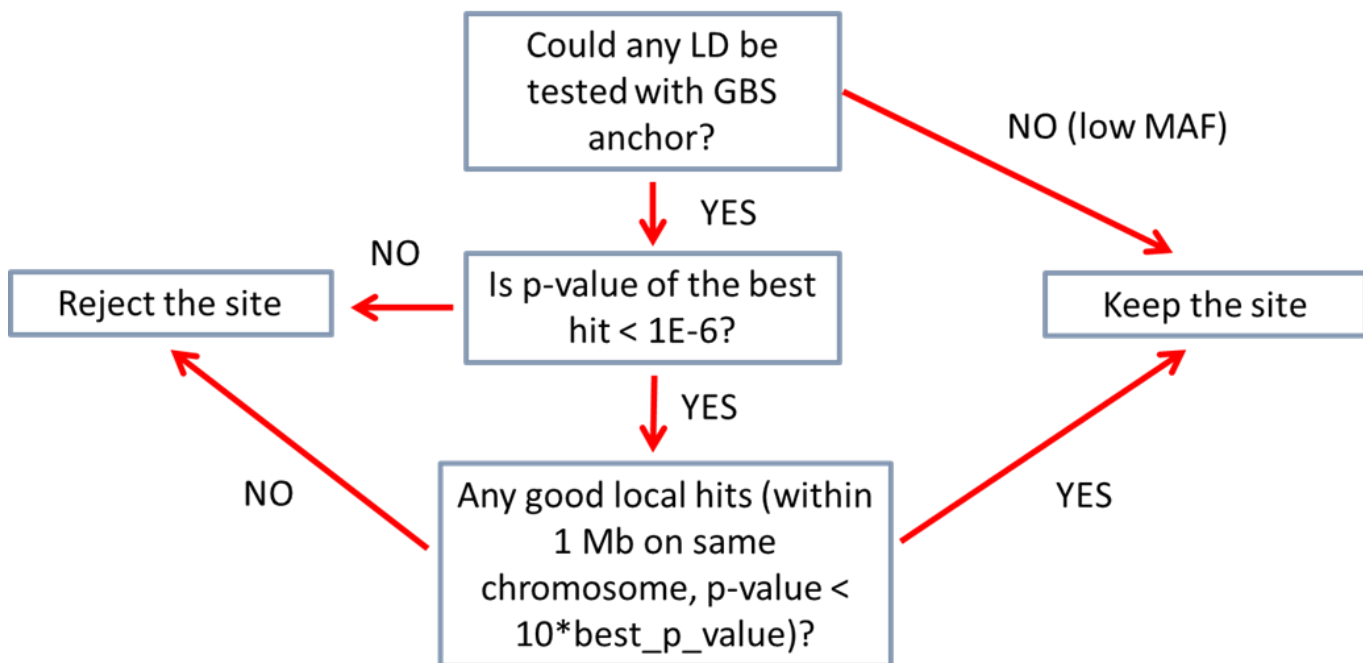 Could any LD be
tested with GBS
anchor?
NO (low MAF)
YES
NO
Reject the site
Is p-value of the best
hit < 1E-6?
Keep the site
YES
NO
Any good local hits (within
1 Mb on same
chromosome, p-value <
10*best_p_value)?
YES